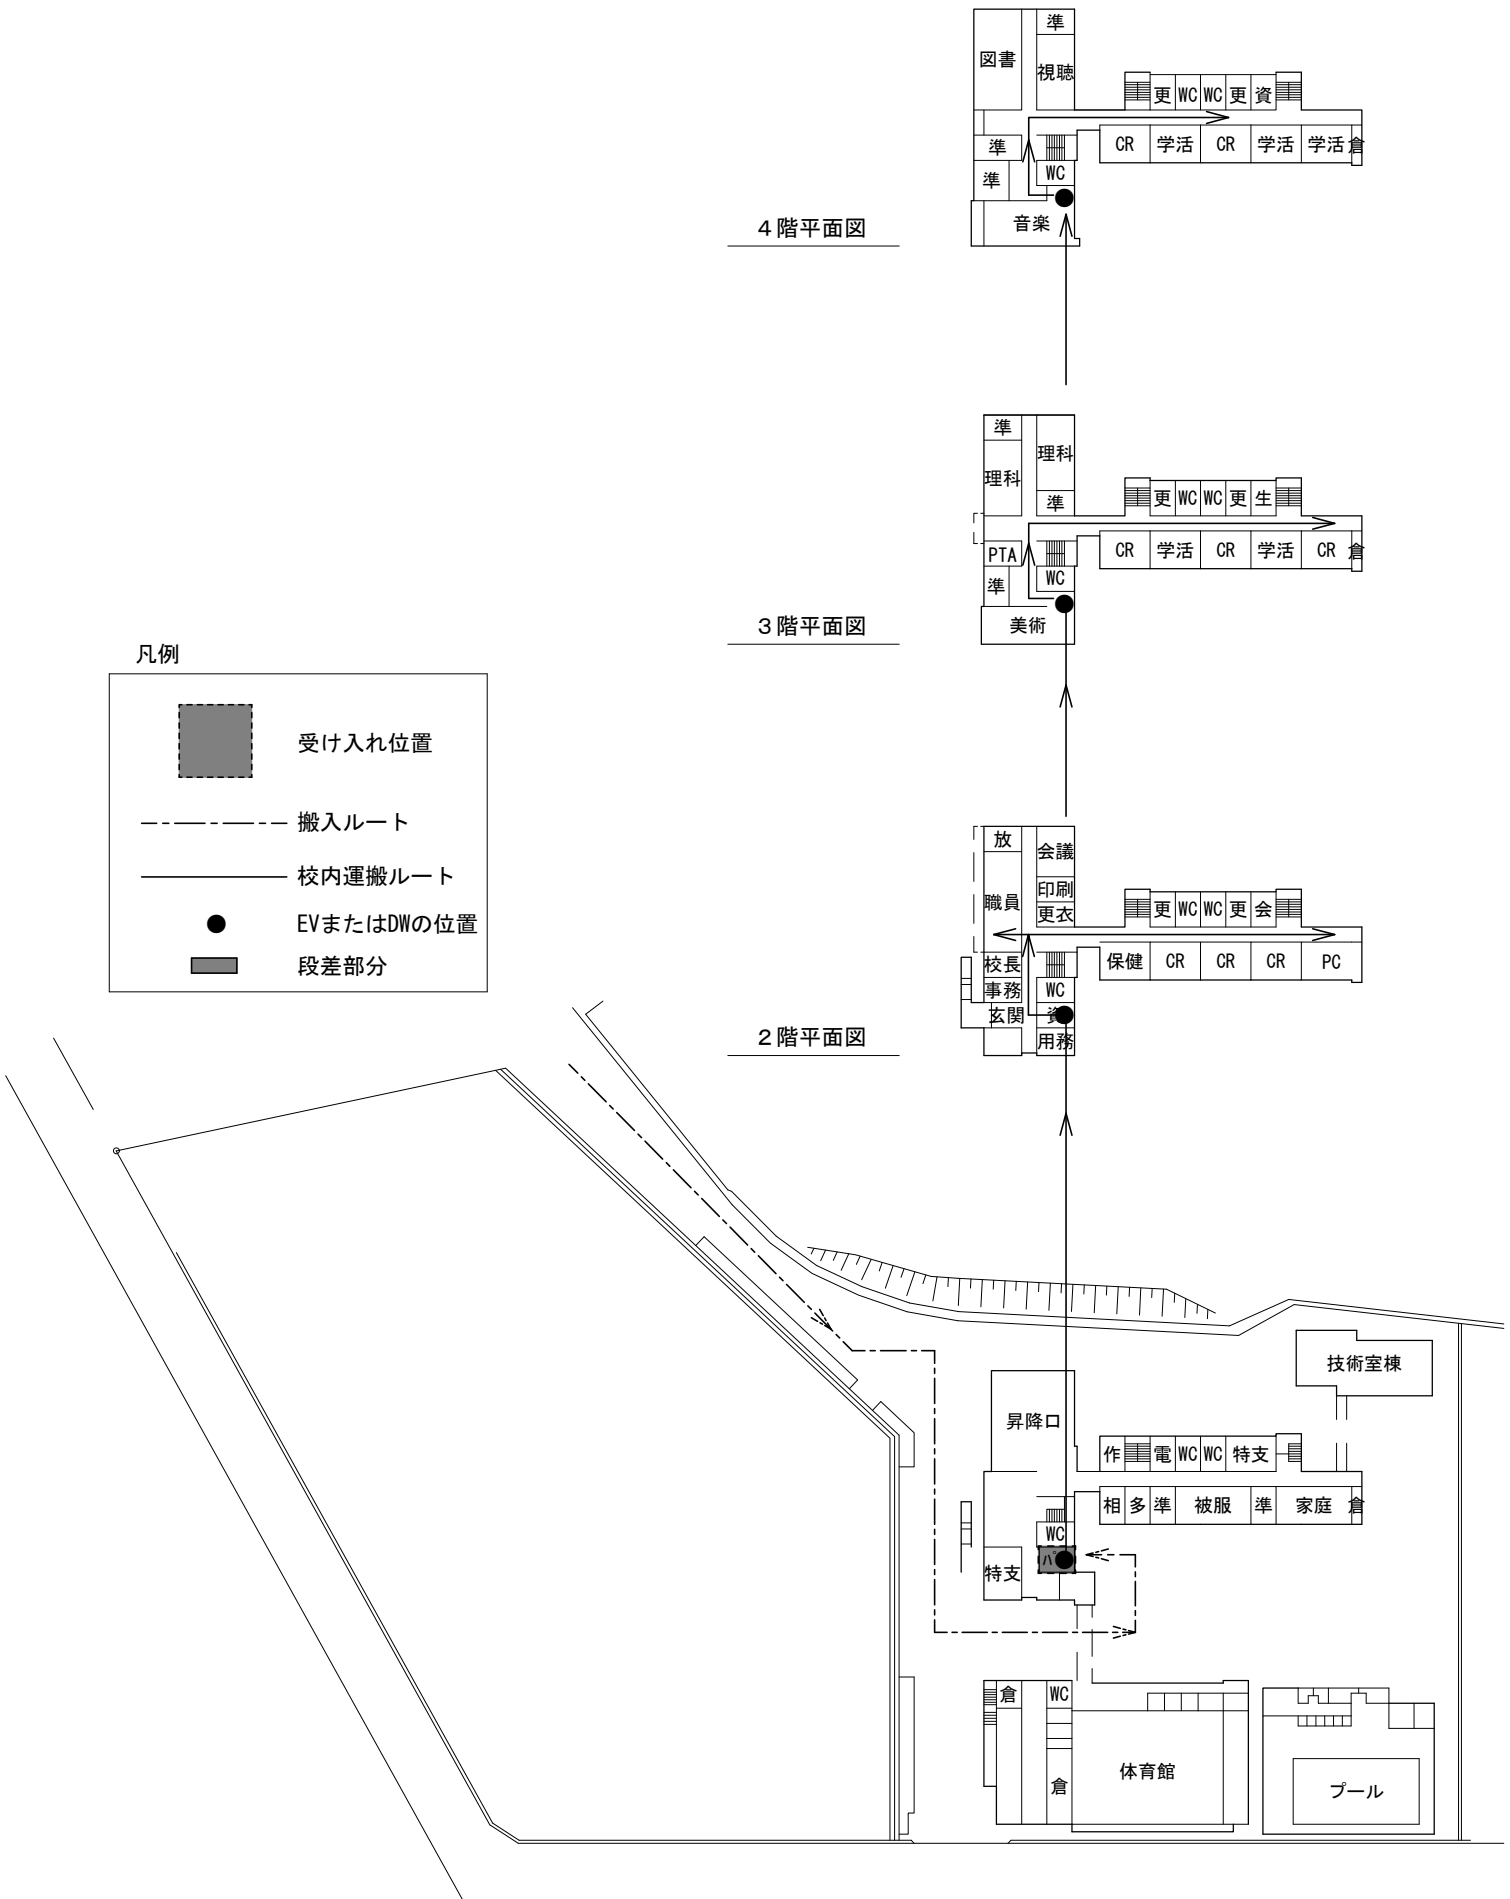 準
図書
視聴
更 WC WC 更 資
CR 学活 CR 学活 学活 倉
準
準
WC
音楽
4階平面図
準
理科
理科
準
更 WC WC 更 生
CR 学活 CR 学活 CR 倉
PTA
準
WC
美術
3階平面図
凡例
受け入れ位置
搬入ルート
校内運搬ルート
EVまたはDWの位置
段差部分
放
会議
印刷
職員
更衣
更 WC WC 更 会
保健 CR CR CR PC
校長
事務
WC
玄関
資
用務
2階平面図
技術室棟
昇降口
作 電 WC WC 特支
相 多 準 被服 準 家庭 倉
WC
パ
特支
倉
WC
倉
体育館
プール